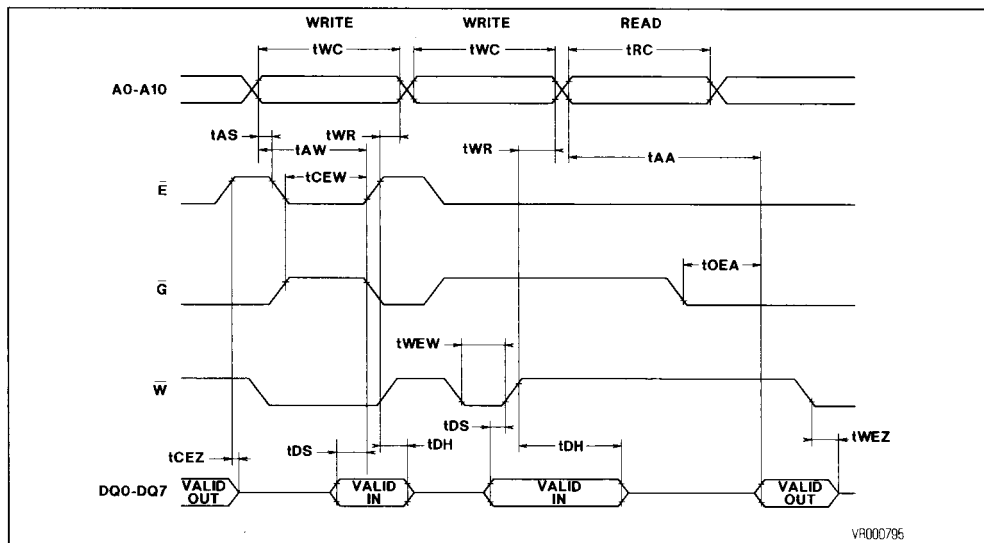 WRITE WRITE READ
tWC tWC tRC
A0-A10
tAS tWR
tAW tWR tAA
tCEW
E̅
tOEA
G̅
tWEW
W̅
tDS
tDS tDH tDH tWEZ
tCEZ
DQ0-DQ7 VALID OUT VALID IN VALID IN VALID OUT
VR000795